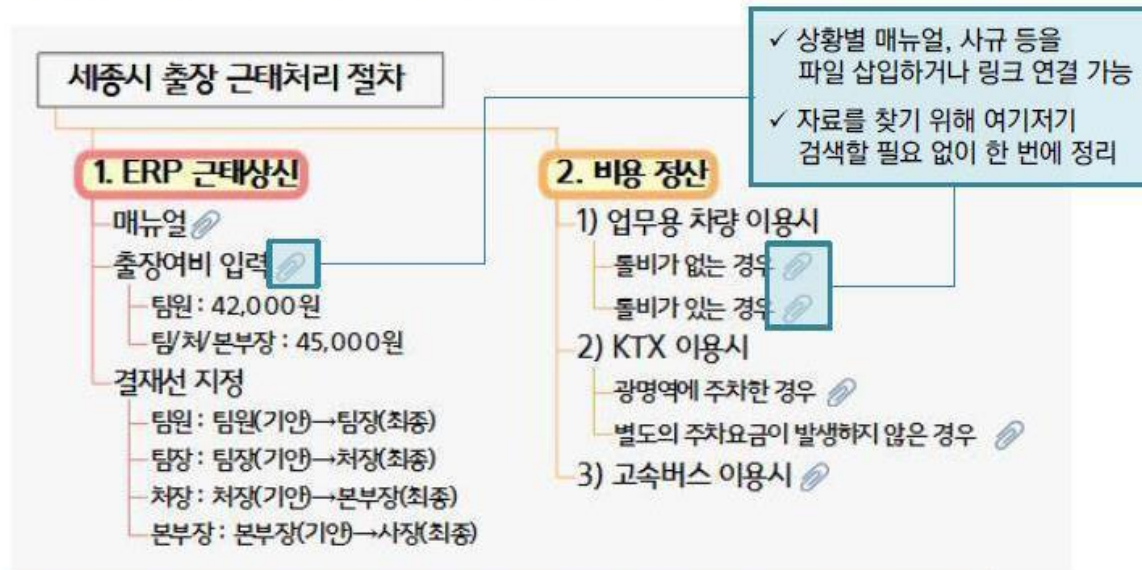 ✓ 상황별 매뉴얼, 사규 등을
파일 삽입하거나 링크 연결 가능
✓ 자료를 찾기 위해 여기저기
검색할 필요 없이 한 번에 정리
세종시 출장 근태처리 절차
1. ERP 근태상신
매뉴얼
출장여비 입력
팀원 : 42,000원
팀/처/본부장 : 45,000원
결재선 지정
팀원 : 팀원(기안)→팀장(최종)
팀장 : 팀장(기안)→처장(최종)
처장 : 처장(기안)→본부장(최종)
본부장 : 본부장(기안)→사장(최종)
2. 비용 정산
1) 업무용 차량 이용시
톨비가 없는 경우
톨비가 있는 경우
2) KTX 이용시
광명역에 주차한 경우
별도의 주차요금이 발생하지 않은 경우
3) 고속버스 이용시